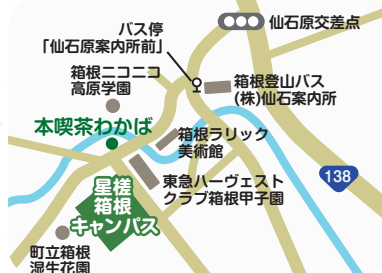 バス停
「仙石原案内所前」
仙石原交差点
箱根ニコニコ
高原学園
箱根登山バス
(株)仙石案内所
本喫茶わかば
箱根ラリック
美術館
東急ハーヴェスト
クラブ箱根甲子園
138
星槎
箱根
キャンパス
町立箱根
湿生花園